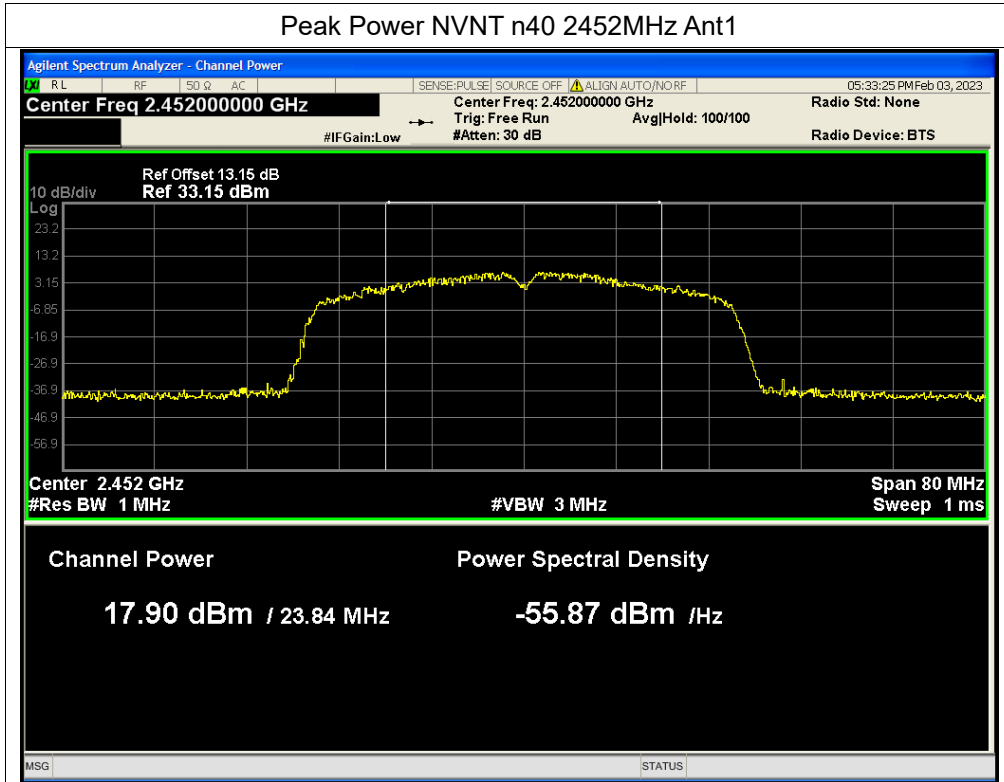 Peak Power NVNT n40 2452MHz Ant1
Agilent Spectrum Analyzer - Channel Power
LXI RL RF 50 Ω AC SENSE:PULSE SOURCE OFF ALIGN AUTO/NO RF 05:33:25 PM Feb 03, 2023
Center Freq 2.452000000 GHz
Center Freq: 2.452000000 GHz
Radio Std: None
Trig: Free Run Avg|Hold: 100/100
#IFGain:Low
#Atten: 30 dB
Radio Device: BTS
Ref Offset 13.15 dB
10 dB/div Ref 33.15 dBm
Log
23.2
13.2
3.15
-6.85
-16.9
-26.9
-36.9
-46.9
-56.9
Center 2.452 GHz Span 80 MHz
#Res BW 1 MHz #VBW 3 MHz Sweep 1 ms
Channel Power Power Spectral Density
17.90 dBm / 23.84 MHz -55.87 dBm /Hz
MSG STATUS